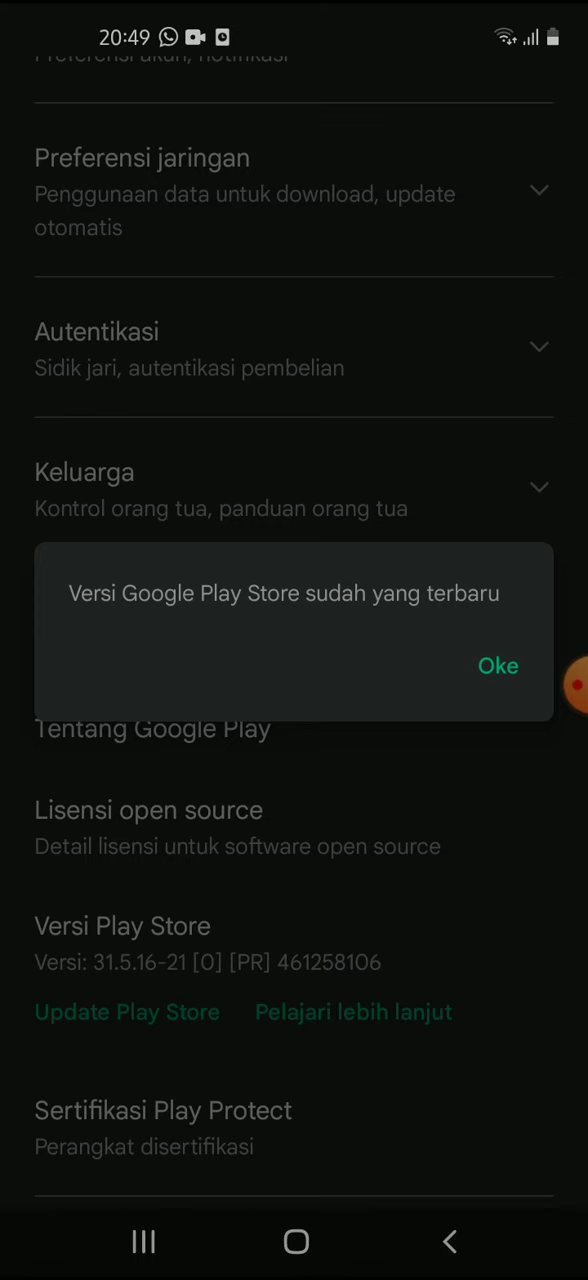 20:49
Preferensi akun, notifikasi
Preferensi jaringan
Penggunaan data untuk download, update
otomatis
Autentikasi
Sidik jari, autentikasi pembelian
Keluarga
Kontrol orang tua, panduan orang tua
Versi Google Play Store sudah yang terbaru
Oke
Tentang Google Play
Lisensi open source
Detail lisensi untuk software open source
Versi Play Store
Versi: 31.5.16-21 [0] [PR] 461258106
Update Play Store Pelajari lebih lanjut
Sertifikasi Play Protect
Perangkat disertifikasi